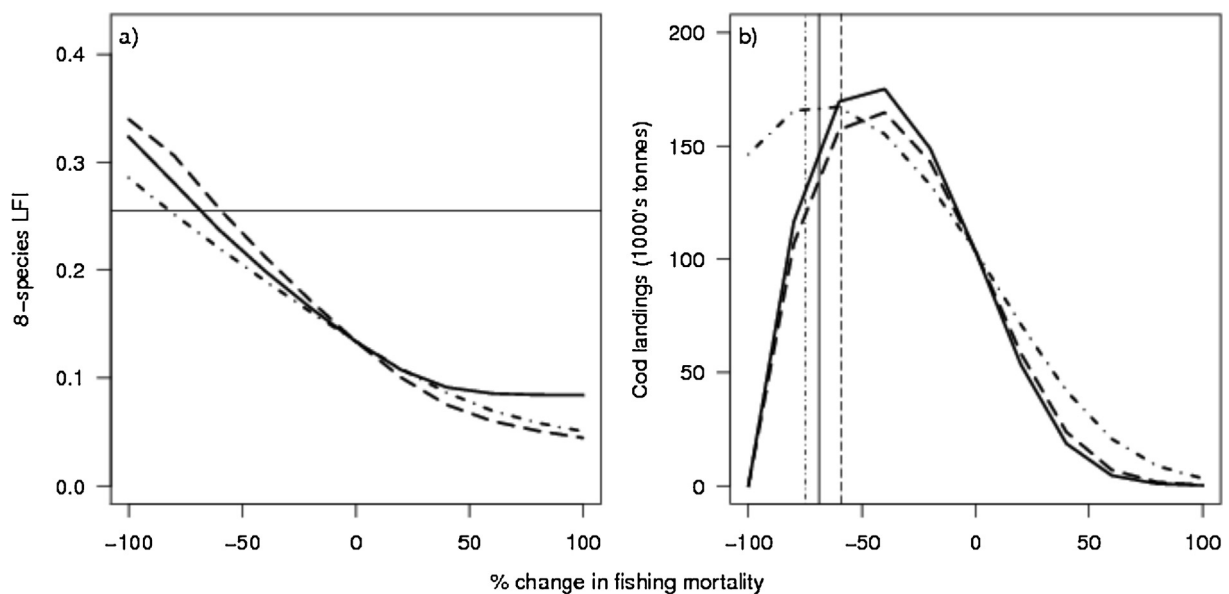 a)
8-species LFI
0.4
0.3
0.2
0.1
0.0
-100 -50 0 50 100
b)
Cod landings (1000's tonnes)
200
150
100
50
0
-100 -50 0 50 100
% change in fishing mortality